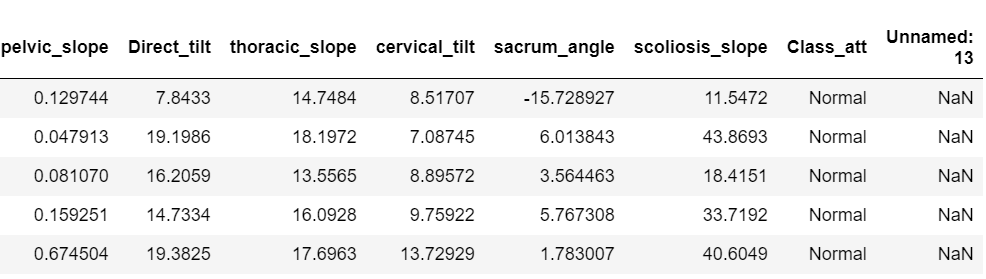 pelvic_slope Direct_tilt thoracic_slope cervical_tilt sacrum_angle scoliosis_slope Class_att Unnamed: 13
0.129744 7.8433 14.7484 8.51707 -15.728927 11.5472 Normal NaN
0.047913 19.1986 18.1972 7.08745 6.013843 43.8693 Normal NaN
0.081070 16.2059 13.5565 8.89572 3.564463 18.4151 Normal NaN
0.159251 14.7334 16.0928 9.75922 5.767308 33.7192 Normal NaN
0.674504 19.3825 17.6963 13.72929 1.783007 40.6049 Normal NaN